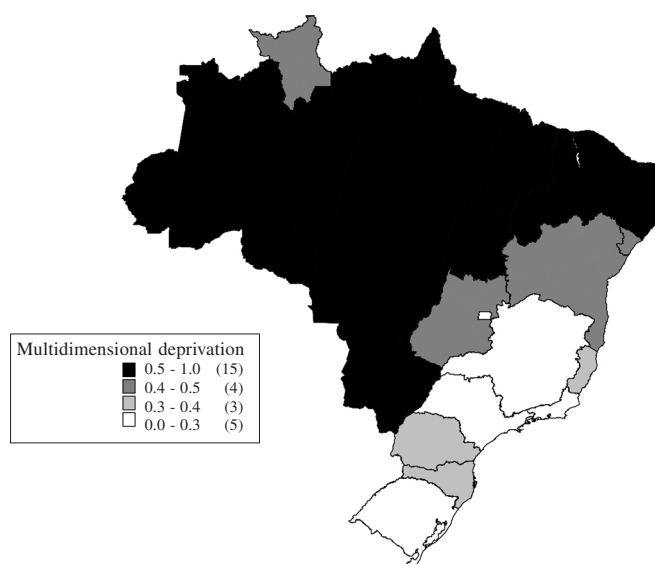 Multidimensional deprivation
0.5 - 1.0 (15)
0.4 - 0.5 (4)
0.3 - 0.4 (3)
0.0 - 0.3 (5)